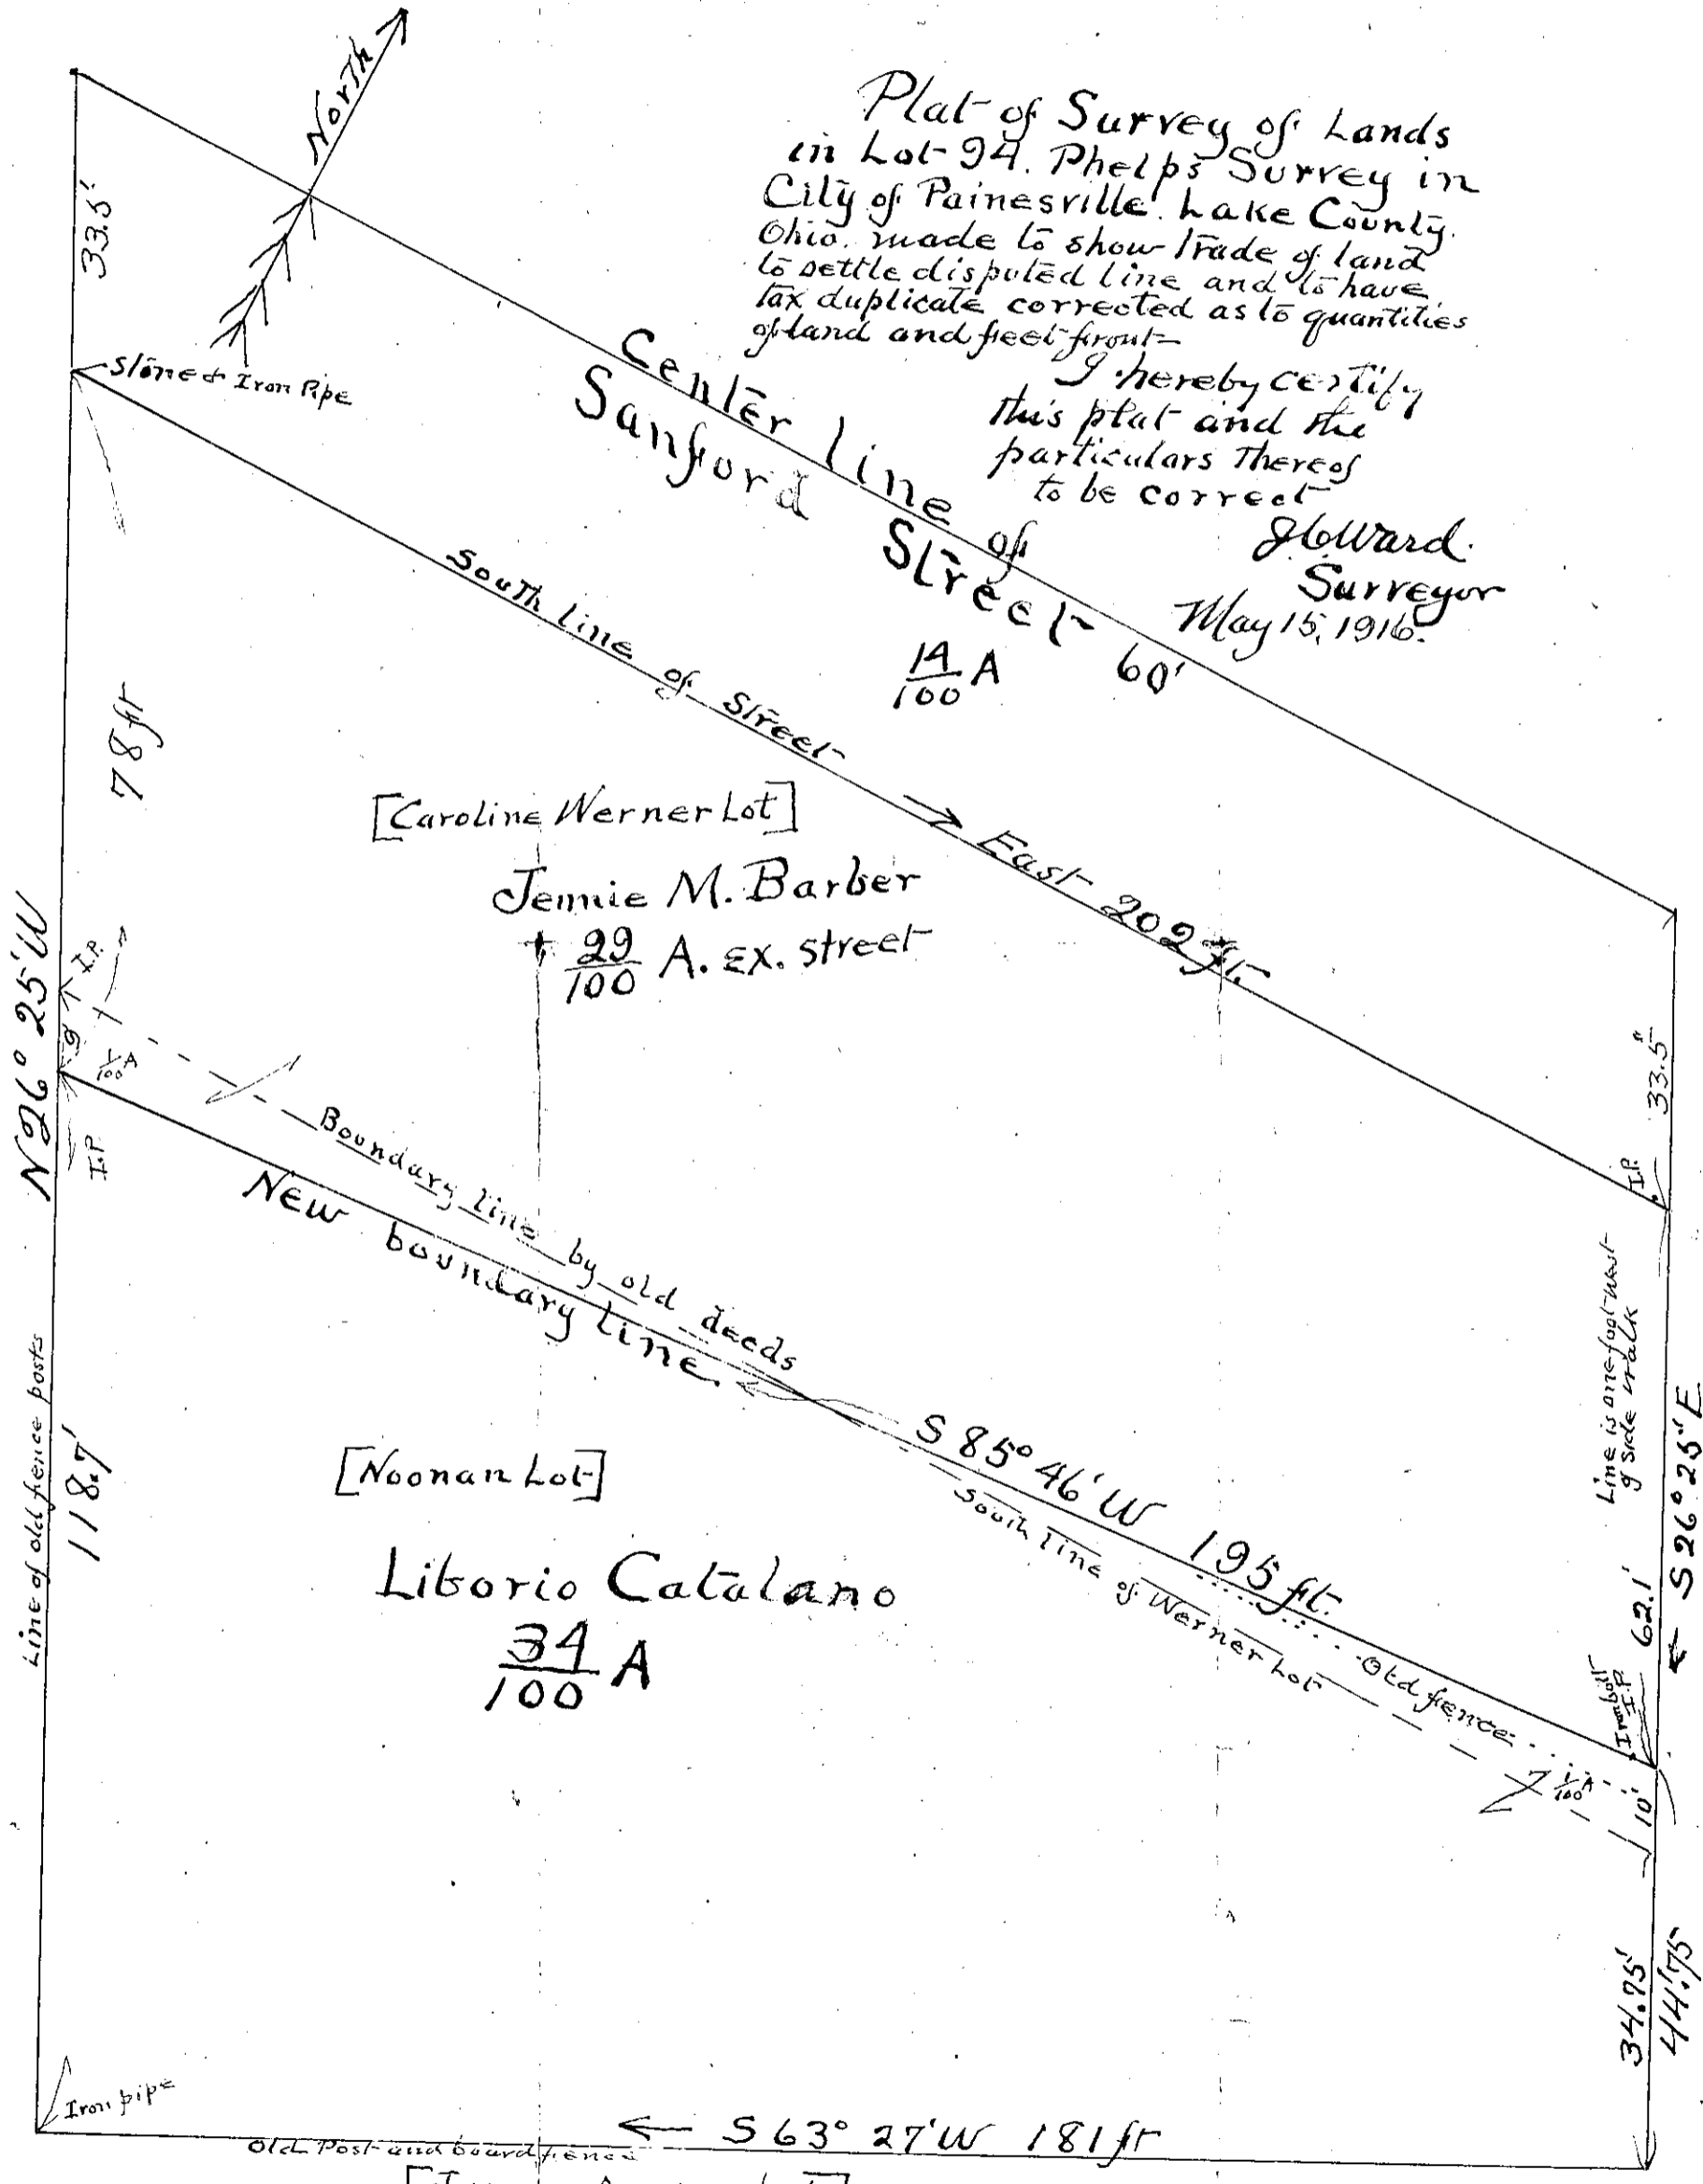 North
Plat of Survey of Lands
in Lot 94. Phelps Survey in
City of Painesville. Lake County.
Ohio. made to show trade of land
to settle disputed line and to have
tax duplicate corrected as to quantities
of land and feet front
I hereby certify
this plat and the
particulars thereof
to be correct
Ward.
Surveyor
May 15, 1916.
33.5'
Stone & Iron Pipe
Center line of
Sanford Street 60'
14/100 A
South line of Street → East 202 ft.
78 ft
[Caroline Werner Lot]
Jennie M. Barber
+ 29/100 A. Ex. street
N 26° 25' W
I.P.
9'
1/100 A
I.P.
33.5'
I.P.
Boundary line by old deeds
New boundary line.
S 85° 46' W 195 ft.
South line of Werner Lot
Old fence
Line is one foot West
of side walk
S 26° 25' E
62.1'
Iron bolt
I.P.
1/100 A
10'
Line of old fence posts
118.7'
[Noonan Lot]
Liborio Catalano
34/100 A
34.75'
44.75
Iron pipe
← S 63° 27' W 181 ft
Old Post and board fence